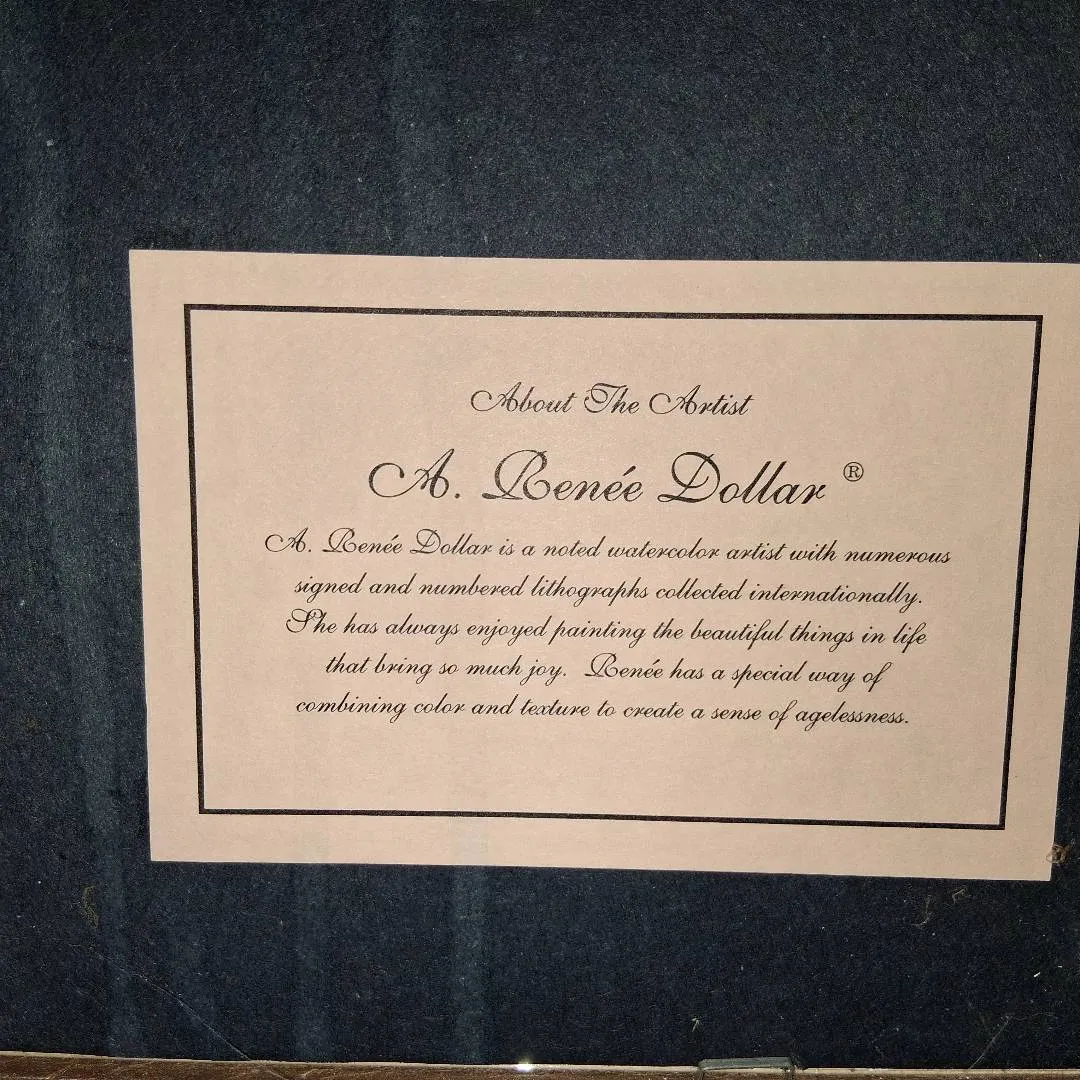 About The Artist
A. Renée Dollar ®
A. Renée Dollar is a noted watercolor artist with numerous
signed and numbered lithographs collected internationally.
She has always enjoyed painting the beautiful things in life
that bring so much joy. Renée has a special way of
combining color and texture to create a sense of agelessness.